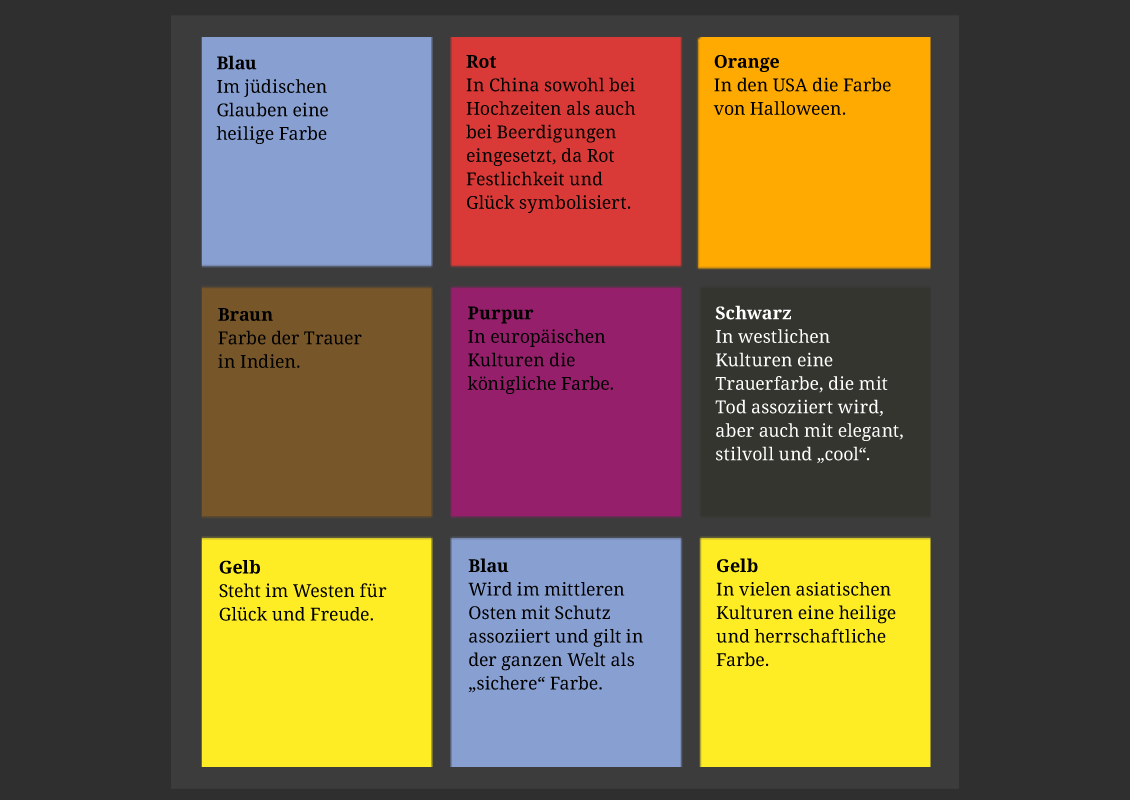 Blau
Im jüdischen
Glauben eine
heilige Farbe
Rot
In China sowohl bei
Hochzeiten als auch
bei Beerdigungen
eingesetzt, da Rot
Festlichkeit und
Glück symbolisiert.
Orange
In den USA die Farbe
von Halloween.
Braun
Farbe der Trauer
in Indien.
Purpur
In europäischen
Kulturen die
königliche Farbe.
Schwarz
In westlichen
Kulturen eine
Trauerfarbe, die mit
Tod assoziiert wird,
aber auch mit elegant,
stilvoll und „cool“.
Gelb
Steht im Westen für
Glück und Freude.
Blau
Wird im mittleren
Osten mit Schutz
assoziiert und gilt in
der ganzen Welt als
„sichere“ Farbe.
Gelb
In vielen asiatischen
Kulturen eine heilige
und herrschaftliche
Farbe.